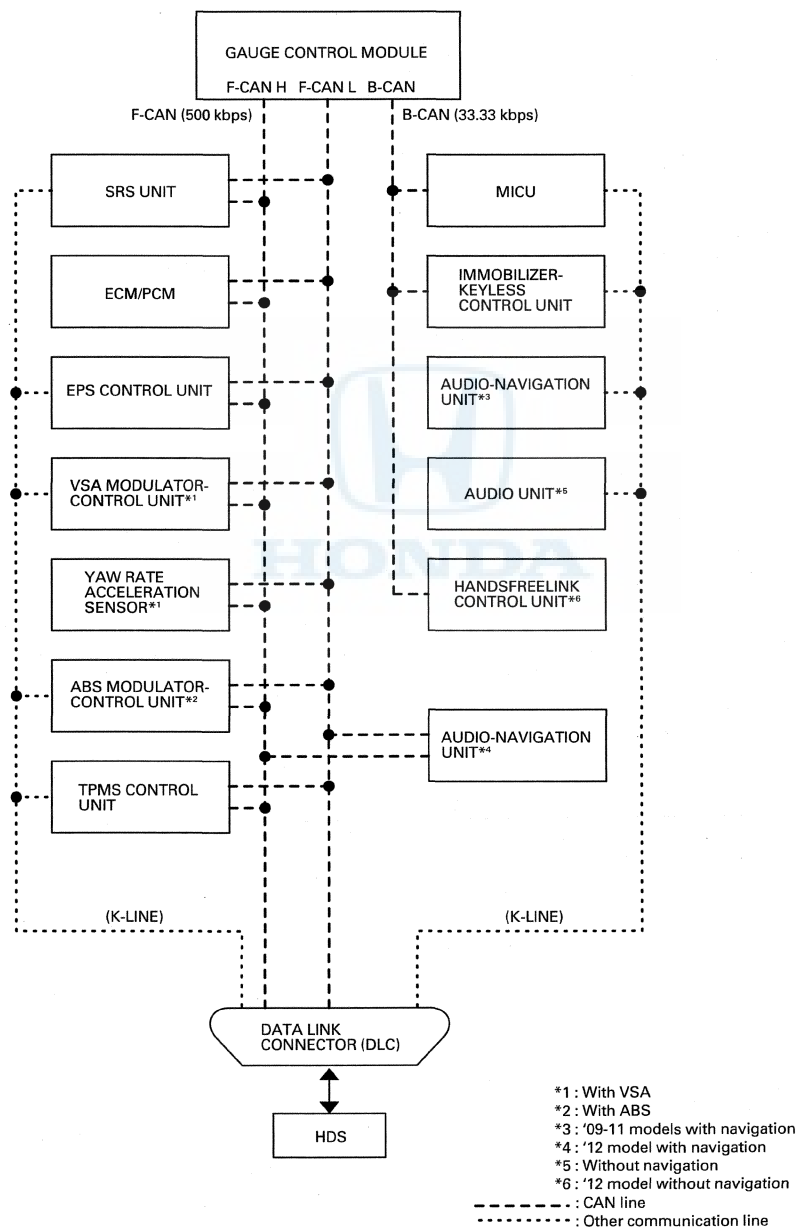 GAUGE CONTROL MODULE
F-CAN H F-CAN L B-CAN
F-CAN (500 kbps)
B-CAN (33.33 kbps)
SRS UNIT
MICU
ECM/PCM
IMMOBILIZER-
KEYLESS
CONTROL UNIT
EPS CONTROL UNIT
AUDIO-NAVIGATION
UNIT*3
VSA MODULATOR-
CONTROL UNIT*1
AUDIO UNIT*5
HONDA
YAW RATE
ACCELERATION
SENSOR*1
HANDSFREELINK
CONTROL UNIT*6
ABS MODULATOR-
CONTROL UNIT*2
AUDIO-NAVIGATION
UNIT*4
TPMS CONTROL
UNIT
(K-LINE)
(K-LINE)
DATA LINK
CONNECTOR (DLC)
HDS
*1 : With VSA
*2 : With ABS
*3 : '09-11 models with navigation
*4 : '12 model with navigation
*5 : Without navigation
*6 : '12 model without navigation
: CAN line
: Other communication line